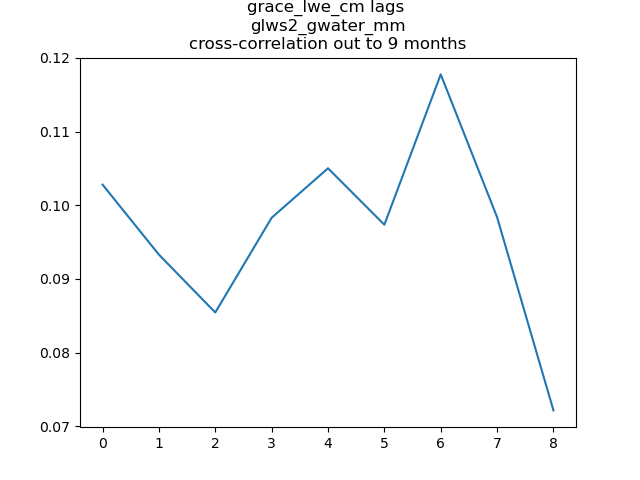 grace_lwe_cm lags
glws2_gwater_mm
cross-correlation out to 9 months
0.12
0.11
0.10
0.09
0.08
0.07
0 1 2 3 4 5 6 7 8